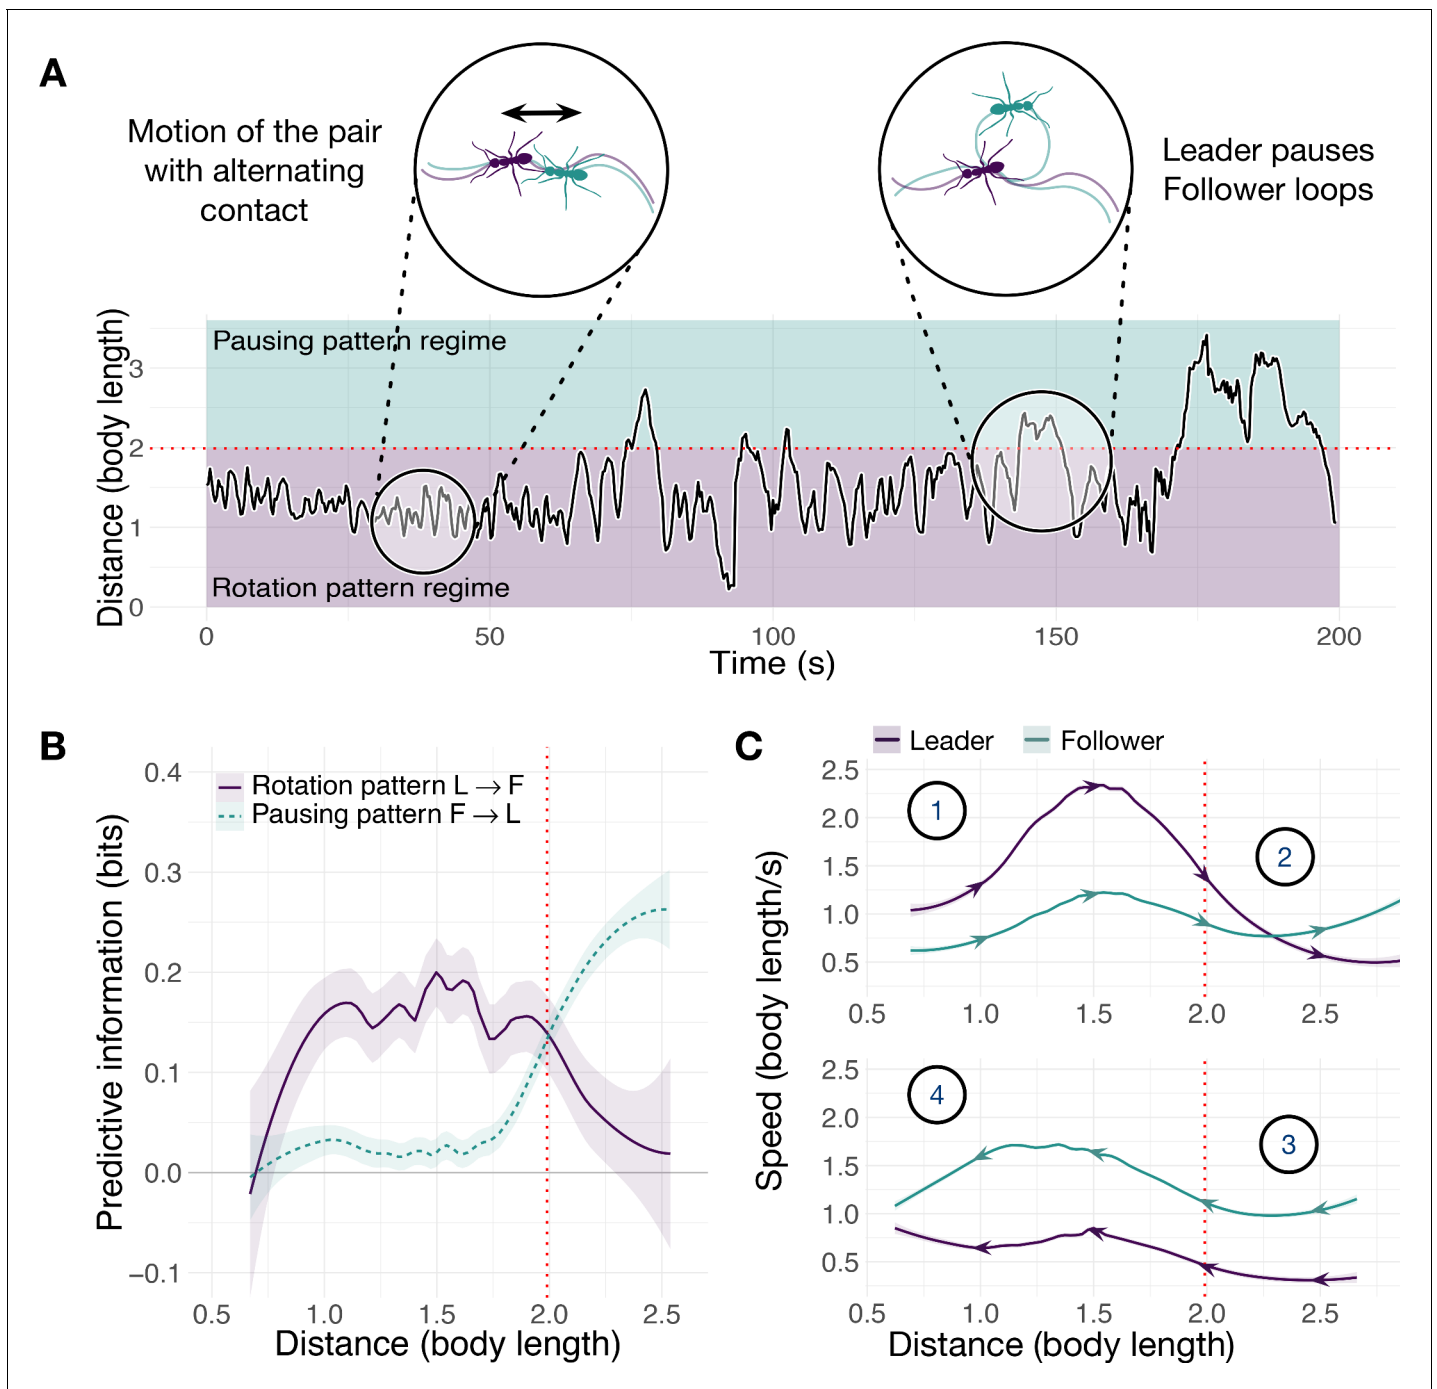 A
Motion of the pair
with alternating
contact
Leader pauses
Follower loops
Pausing pattern regime
Rotation pattern regime
Distance (body length)
3
2
1
0
0 50 100 150 200
Time (s)
B
Rotation pattern L → F
Pausing pattern F → L
Predictive information (bits)
0.4
0.3
0.2
0.1
0.0
−0.1
0.5 1.0 1.5 2.0 2.5
Distance (body length)
C
Leader Follower
Speed (body length/s)
2.5
2.0
1.5
1.0
0.5
1
2
0.5 1.0 1.5 2.0 2.5
2.5
2.0
1.5
1.0
0.5
4
3
0.5 1.0 1.5 2.0 2.5
Distance (body length)